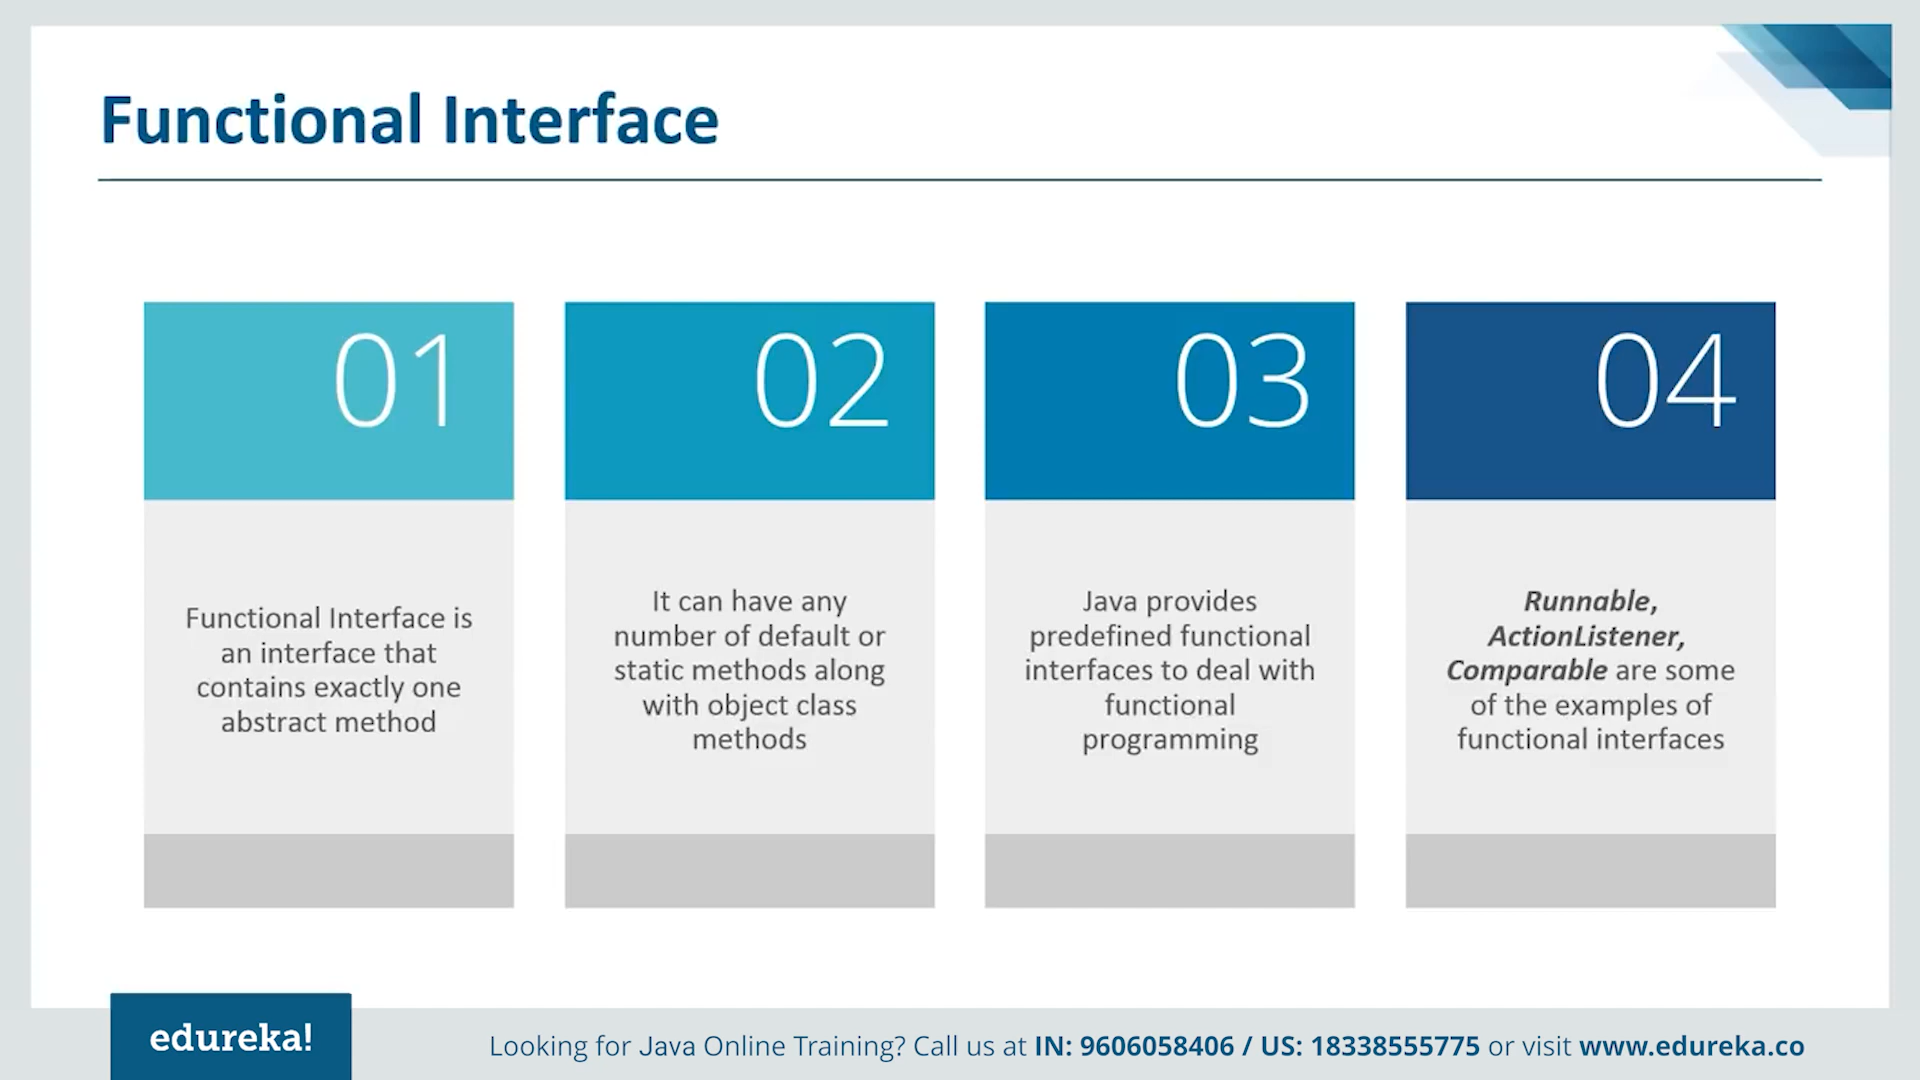 Functional Interface
01
Functional Interface is
an interface that
contains exactly one
abstract method
02
It can have any
number of default or
static methods along
with object class
methods
03
Java provides
predefined functional
interfaces to deal with
functional
programming
04
Runnable,
ActionListener,
Comparable are some
of the examples of
functional interfaces
edureka!
Looking for Java Online Training? Call us at IN: 9606058406 / US: 18338555775 or visit www.edureka.co